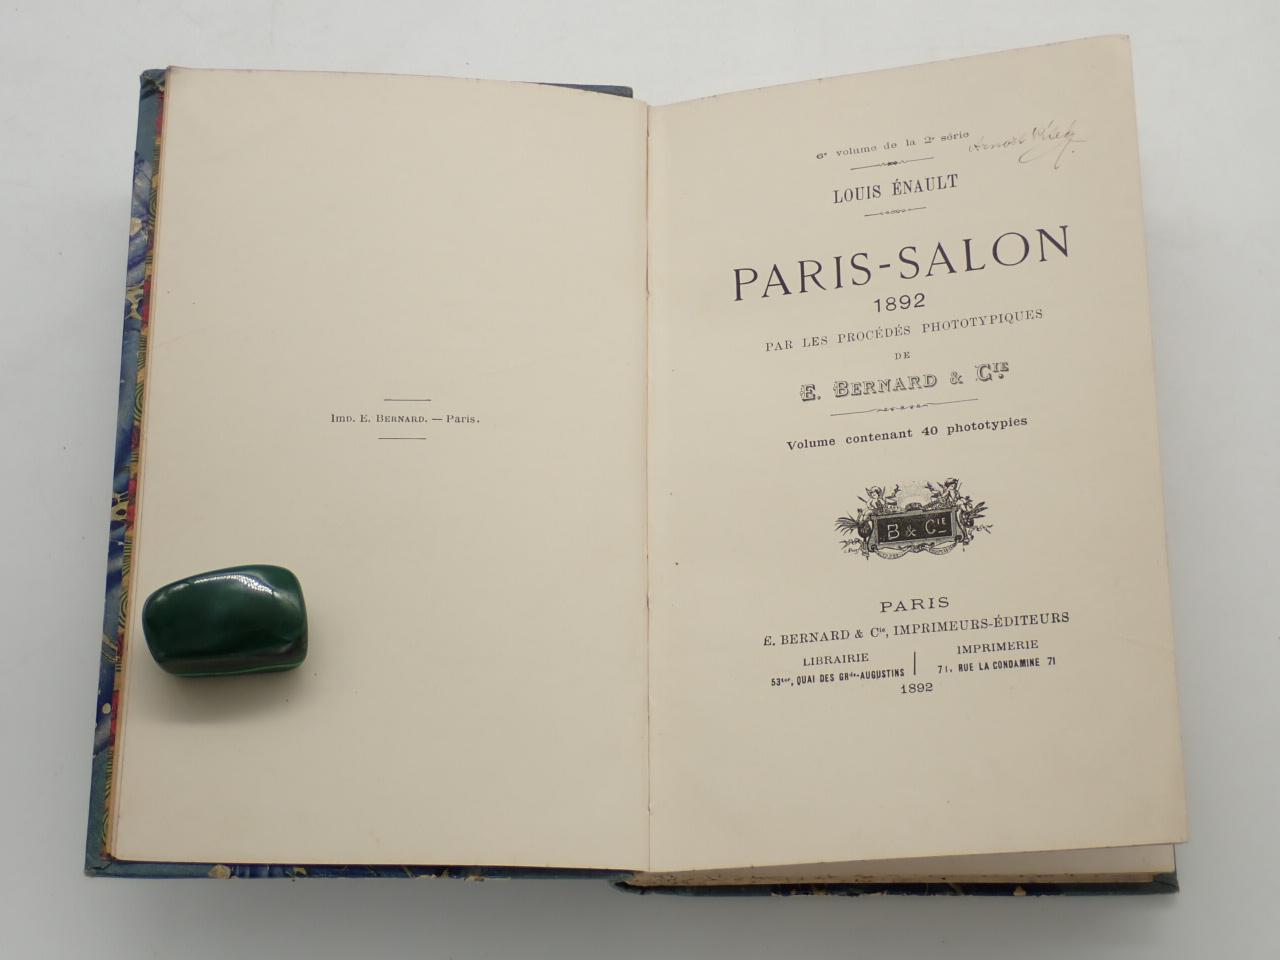 Imp. E. Bernard. — Paris.
6e volume de la 2e série
LOUIS ÉNAULT
PARIS-SALON
1892
PAR LES PROCÉDÉS PHOTOTYPIQUES
DE
E. BERNARD & CIE
Volume contenant 40 phototypies
B & CIE
PARIS
E. BERNARD & Cie, IMPRIMEURS-ÉDITEURS
LIBRAIRIE
53ter, QUAI DES GRds-AUGUSTINS
IMPRIMERIE
71, RUE LA CONDAMINE 71
1892